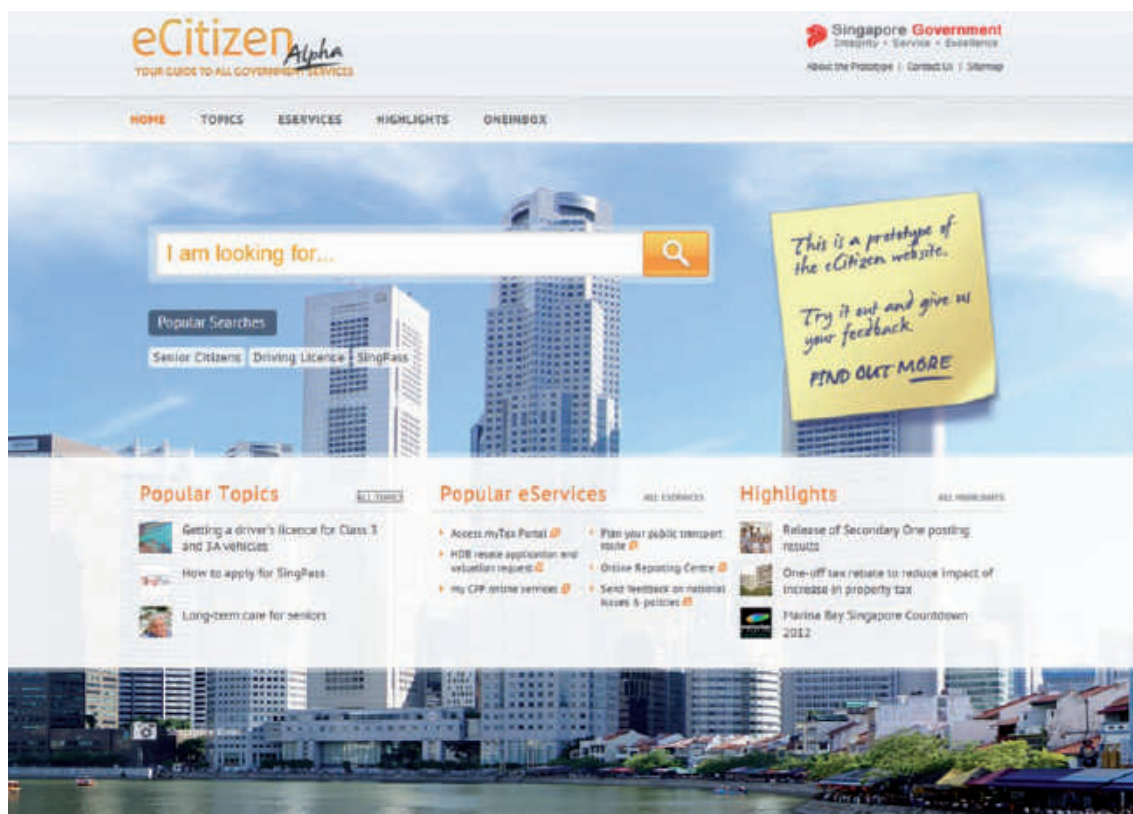 eCitizen
Alpha
YOUR GUIDE TO ALL GOVERNMENT SERVICES
Singapore Government
Integrity • Service • Excellence
About the Prototype | Contact Us | Sitemap
HOME TOPICS ESERVICES HIGHLIGHTS ONEINBOX
I am looking for...
This is a prototype of
the eCitizen website.
Try it out and give us
your feedback.
FIND OUT MORE
Popular Searches
Senior Citizens Driving Licence SingPass
Popular Topics ALL TOPICS
Getting a driver's licence for Class 3
and 3A vehicles
How to apply for SingPass
Long-term care for seniors
Popular eServices ALL ESERVICES
Access myTax Portal
HDB resale application and
valuation request
my CPF online services
Plan your public transport
route
Online Reporting Centre
Send feedback on national
issues & policies
Highlights ALL HIGHLIGHTS
Release of Secondary One posting
results
One-off tax rebate to reduce impact of
increase in property tax
Marina Bay Singapore Countdown
2012